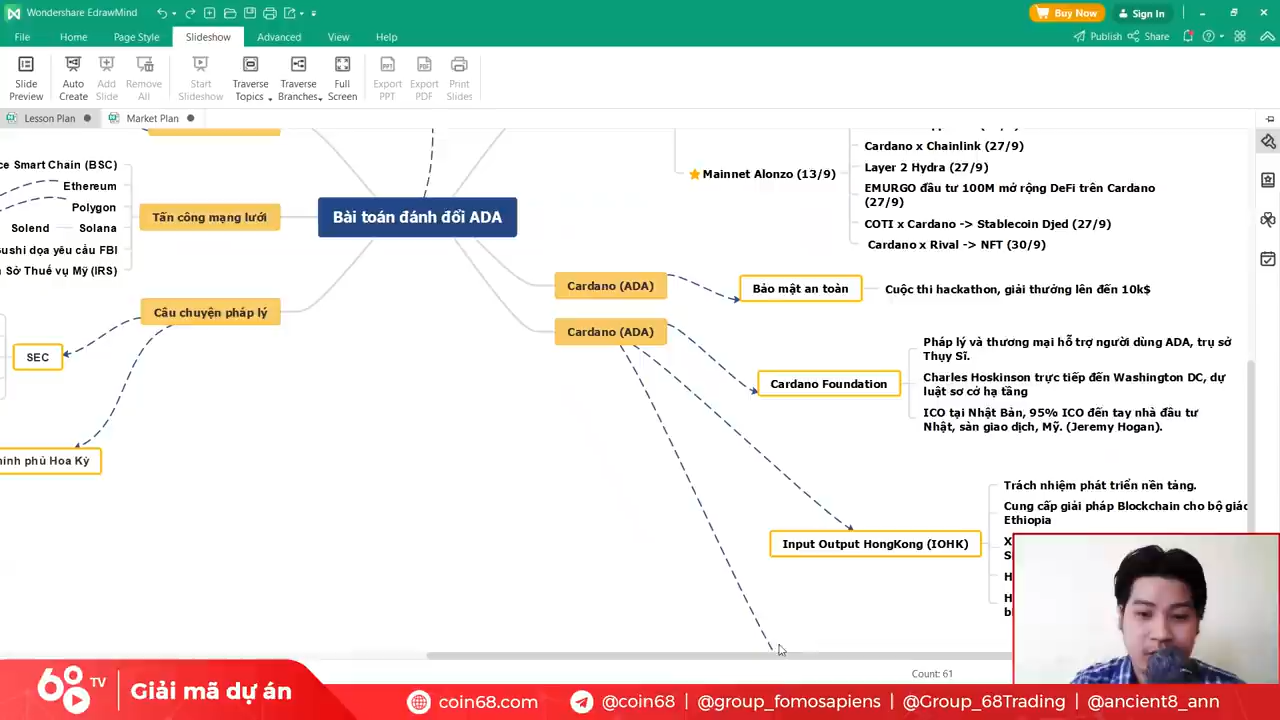 Wondershare EdrawMind
Buy Now
Sign In
File
Home
Page Style
Slideshow
Advanced
View
Help
Publish
Share
Slide Preview
Auto Create
Add Slide
Remove All
Start Slideshow
Traverse Topics
Traverse Branches
Full Screen
Export PPT
Export PDF
Print Slides
Lesson Plan
Market Plan
Smart Chain (BSC)
Ethereum
Polygon
Solend
Solana
dọa yêu cầu FBI
Sở Thuế vụ Mỹ (IRS)
Tấn công mạng lưới
Câu chuyện pháp lý
SEC
phủ Hoa Kỳ
Bài toán đánh đổi ADA
Mainnet Alonzo (13/9)
Cardano x Chainlink (27/9)
Layer 2 Hydra (27/9)
EMURGO đầu tư 100M mở rộng DeFi trên Cardano
(27/9)
COTI x Cardano -> Stablecoin Djed (27/9)
Cardano x Rival -> NFT (30/9)
Cardano (ADA)
Bảo mật an toàn
Cuộc thi hackathon, giải thưởng lên đến 10k$
Cardano (ADA)
Cardano Foundation
Pháp lý và thương mại hỗ trợ người dùng ADA, trụ sở
Thụy Sĩ.
Charles Hoskinson trực tiếp đến Washington DC, dự
luật sơ cở hạ tầng
ICO tại Nhật Bản, 95% ICO đến tay nhà đầu tư
Nhật, sàn giao dịch, Mỹ. (Jeremy Hogan).
Input Output HongKong (IOHK)
Trách nhiệm phát triển nền tảng.
Cung cấp giải pháp Blockchain cho bộ
Ethiopia
Count: 61
68 TV
Giải mã dự án
coin68.com
@coin68 | @group_fomosapiens | @Group_68Trading | @ancient8_ann